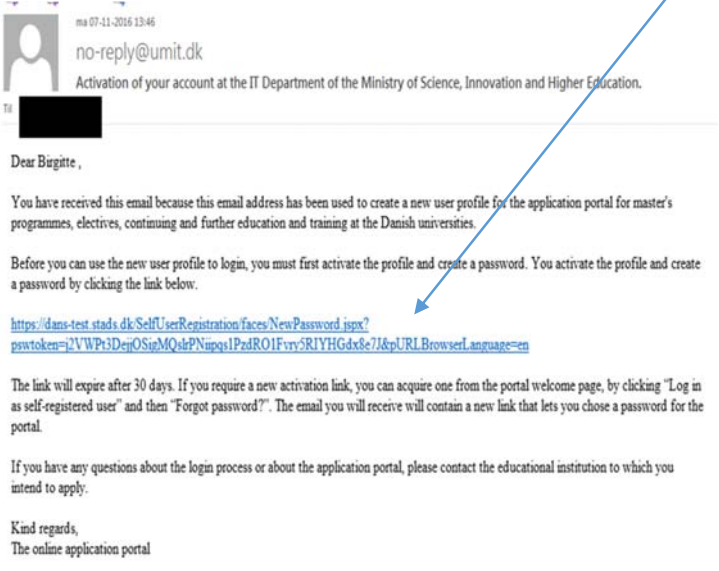 ma 07-11-2016 13:46
no-reply@umit.dk
Activation of your account at the IT Department of the Ministry of Science, Innovation and Higher Education.
Til
Dear Birgitte ,
You have received this email because this email address has been used to create a new user profile for the application portal for master's
programmes, electives, continuing and further education and training at the Danish universities.
Before you can use the new user profile to login, you must first activate the profile and create a password. You activate the profile and create
a password by clicking the link below.
https://dans-test.stads.dk/SelfUserRegistration/faces/NewPassword.jspx?
pswtoken=j2VWPt3DejjOSigMQslrPNiipqs1PzdRO1Fvry5RIYHGdx8e7J&pURLBrowserLanguage=en
The link will expire after 30 days. If you require a new activation link, you can acquire one from the portal welcome page, by clicking "Log in
as self-registered user" and then "Forgot password?". The email you will receive will contain a new link that lets you chose a password for the
portal.
If you have any questions about the login process or about the application portal, please contact the educational institution to which you
intend to apply.
Kind regards,
The online application portal